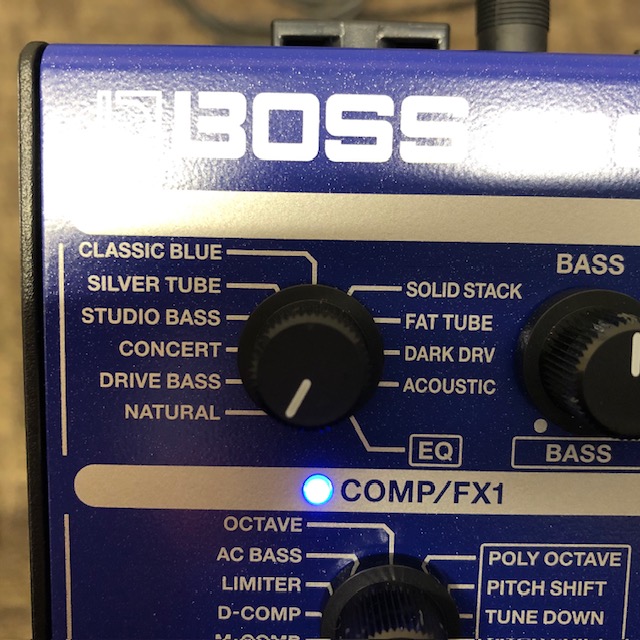 BOSS
CLASSIC BLUE
SILVER TUBE
STUDIO BASS
CONCERT
DRIVE BASS
NATURAL
SOLID STACK
FAT TUBE
DARK DRV
ACOUSTIC
EQ
BASS
BASS
COMP/FX1
OCTAVE
AC BASS
LIMITER
D-COMP
POLY OCTAVE
PITCH SHIFT
TUNE DOWN